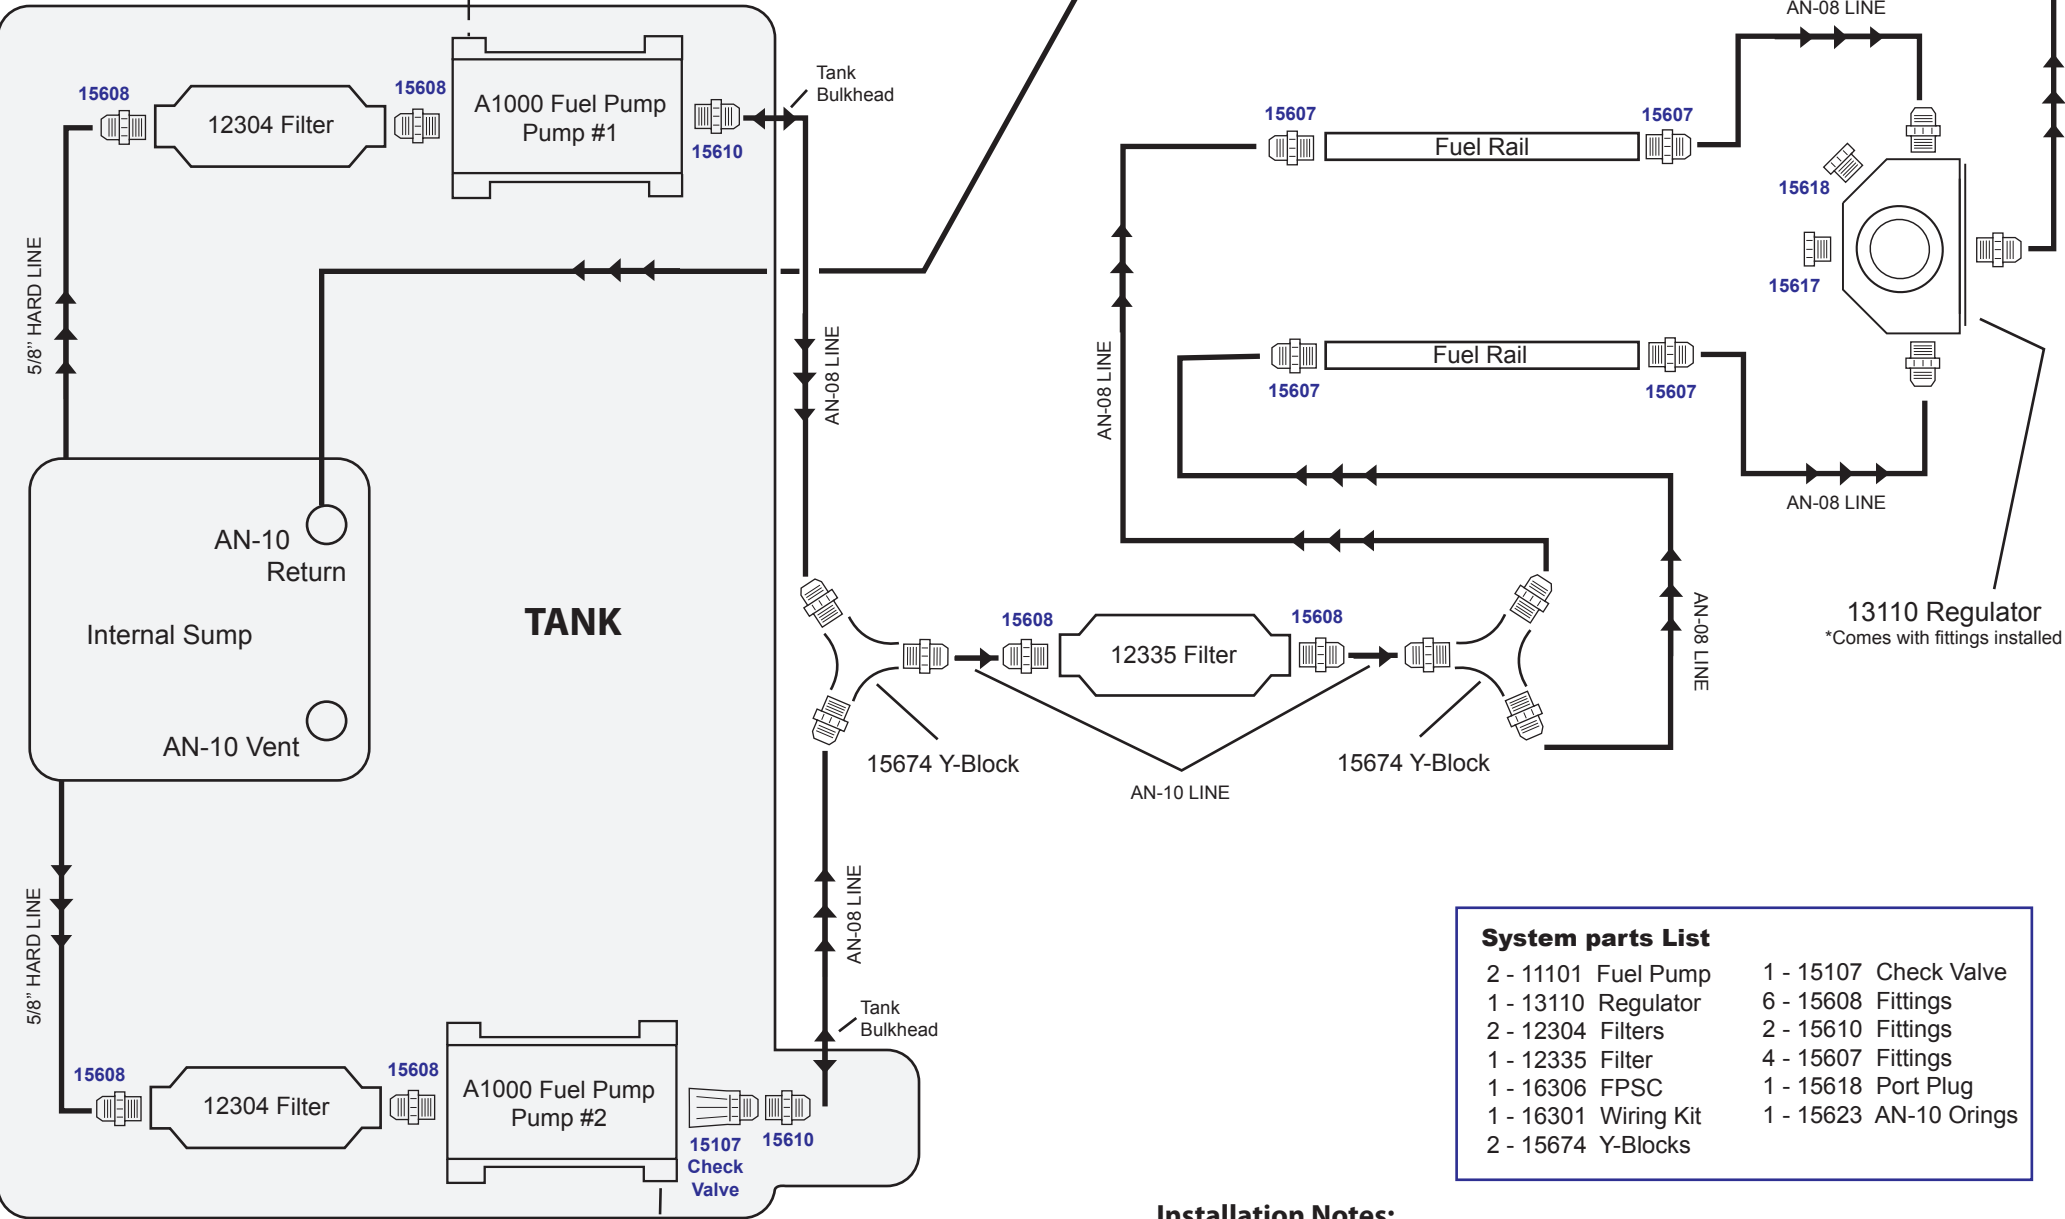 AN-08 LINE
Tank
Bulkhead
15608
15608
A1000 Fuel Pump
Pump #1
12304 Filter
15610
15607
15607
Fuel Rail
15618
15617
5/8” HARD LINE
AN-08 LINE
AN-08 LINE
Fuel Rail
15607
15607
AN-08 LINE
AN-10
Return
Internal Sump
TANK
AN-10 Vent
15608
15608
12335 Filter
AN-08 LINE
13110 Regulator
*Comes with fittings installed
15674 Y-Block
15674 Y-Block
AN-10 LINE
5/8” HARD LINE
AN-08 LINE
Tank
Bulkhead
15608
15608
12304 Filter
A1000 Fuel Pump
Pump #2
15107
Check
Valve
15610
System parts List
2 - 11101 Fuel Pump
1 - 13110 Regulator
2 - 12304 Filters
1 - 12335 Filter
1 - 16306 FPSC
1 - 16301 Wiring Kit
2 - 15674 Y-Blocks
1 - 15107 Check Valve
6 - 15608 Fittings
2 - 15610 Fittings
4 - 15607 Fittings
1 - 15618 Port Plug
1 - 15623 AN-10 Orings
Installation Notes: